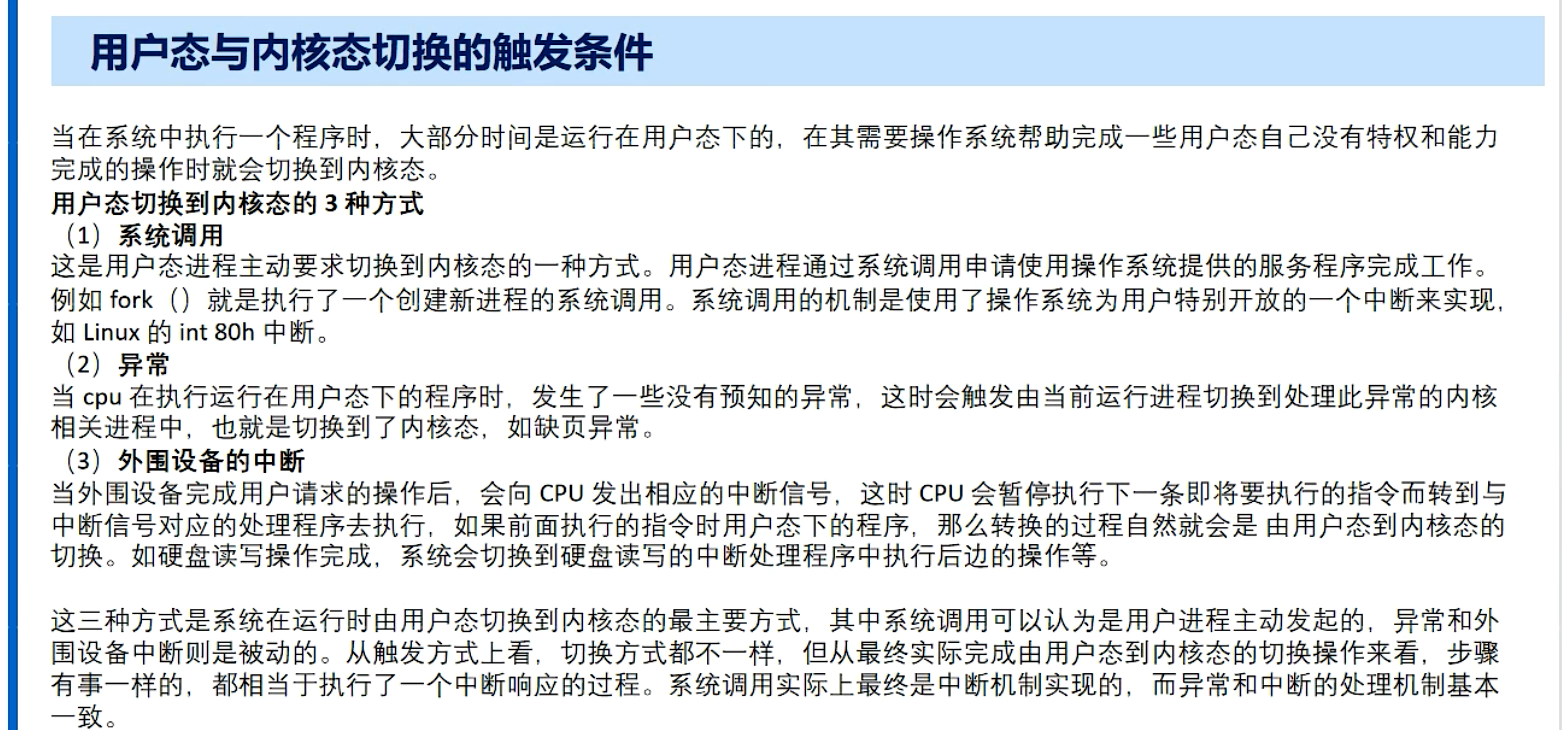 用户态与内核态切换的触发条件
当在系统中执行一个程序时，大部分时间是运行在用户态下的，在其需要操作系统帮助完成一些用户态自己没有特权和能力
完成的操作时就会切换到内核态。
用户态切换到内核态的 3 种方式
（1）系统调用
这是用户态进程主动要求切换到内核态的一种方式。用户态进程通过系统调用申请使用操作系统提供的服务程序完成工作。
例如 fork（）就是执行了一个创建新进程的系统调用。系统调用的机制是使用了操作系统为用户特别开放的一个中断来实现，
如 Linux 的 int 80h 中断。
（2）异常
当 cpu 在执行运行在用户态下的程序时，发生了一些没有预知的异常，这时会触发由当前运行进程切换到处理此异常的内核
相关进程中，也就是切换到了内核态，如缺页异常。
（3）外围设备的中断
当外围设备完成用户请求的操作后，会向 CPU 发出相应的中断信号，这时 CPU 会暂停执行下一条即将要执行的指令而转到与
中断信号对应的处理程序去执行，如果前面执行的指令时用户态下的程序，那么转换的过程自然就会是 由用户态到内核态的
切换。如硬盘读写操作完成，系统会切换到硬盘读写的中断处理程序中执行后边的操作等。
这三种方式是系统在运行时由用户态切换到内核态的最主要方式，其中系统调用可以认为是用户进程主动发起的，异常和外
围设备中断则是被动的。从触发方式上看，切换方式都不一样，但从最终实际完成由用户态到内核态的切换操作来看，步骤
有事一样的，都相当于执行了一个中断响应的过程。系统调用实际上最终是中断机制实现的，而异常和中断的处理机制基本
一致。